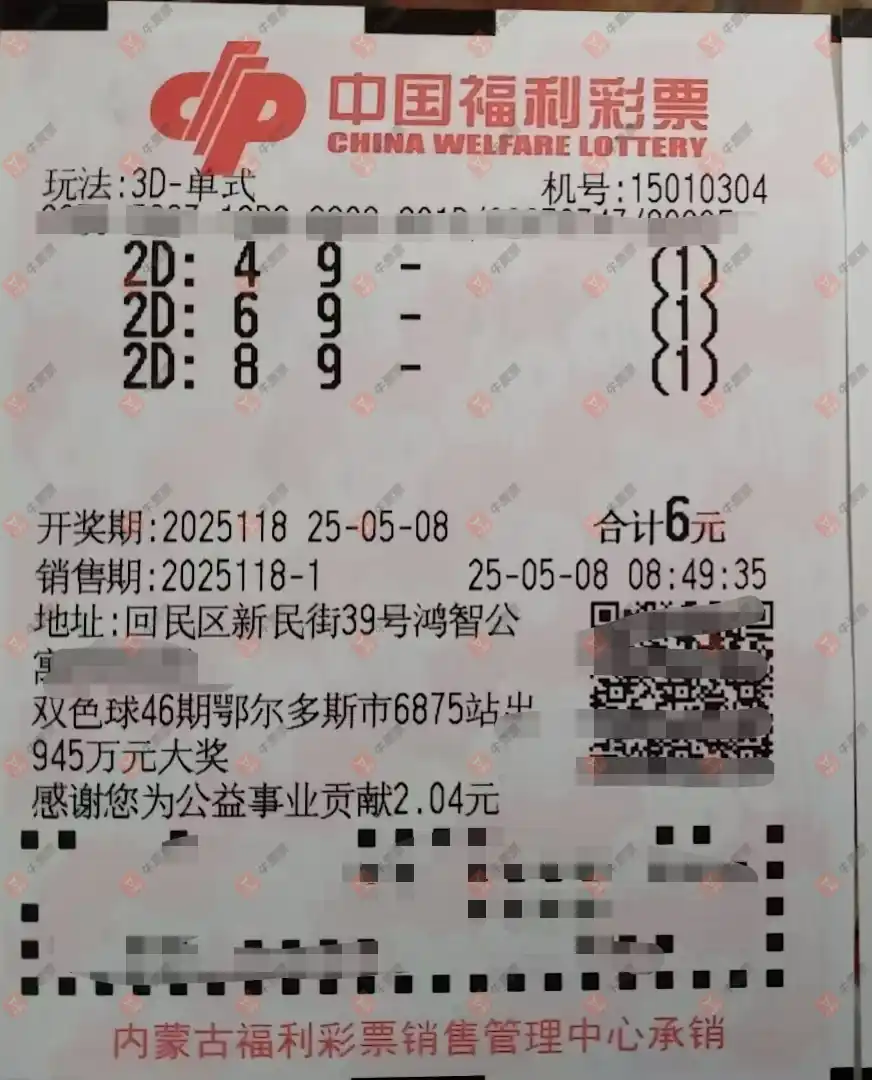 中国福利彩票
CHINA WELFARE LOTTERY
玩法:3D-单式 机号:15010304
2D: 4 9 - (1)
2D: 6 9 - (1)
2D: 8 9 - (1)
开奖期:2025118 25-05-08 合计6元
销售期:2025118-1 25-05-08 08:49:35
地址:回民区新民街39号鸿智公
寓
双色球46期鄂尔多斯市6875站出
945万元大奖
感谢您为公益事业贡献2.04元
内蒙古福利彩票销售管理中心承销